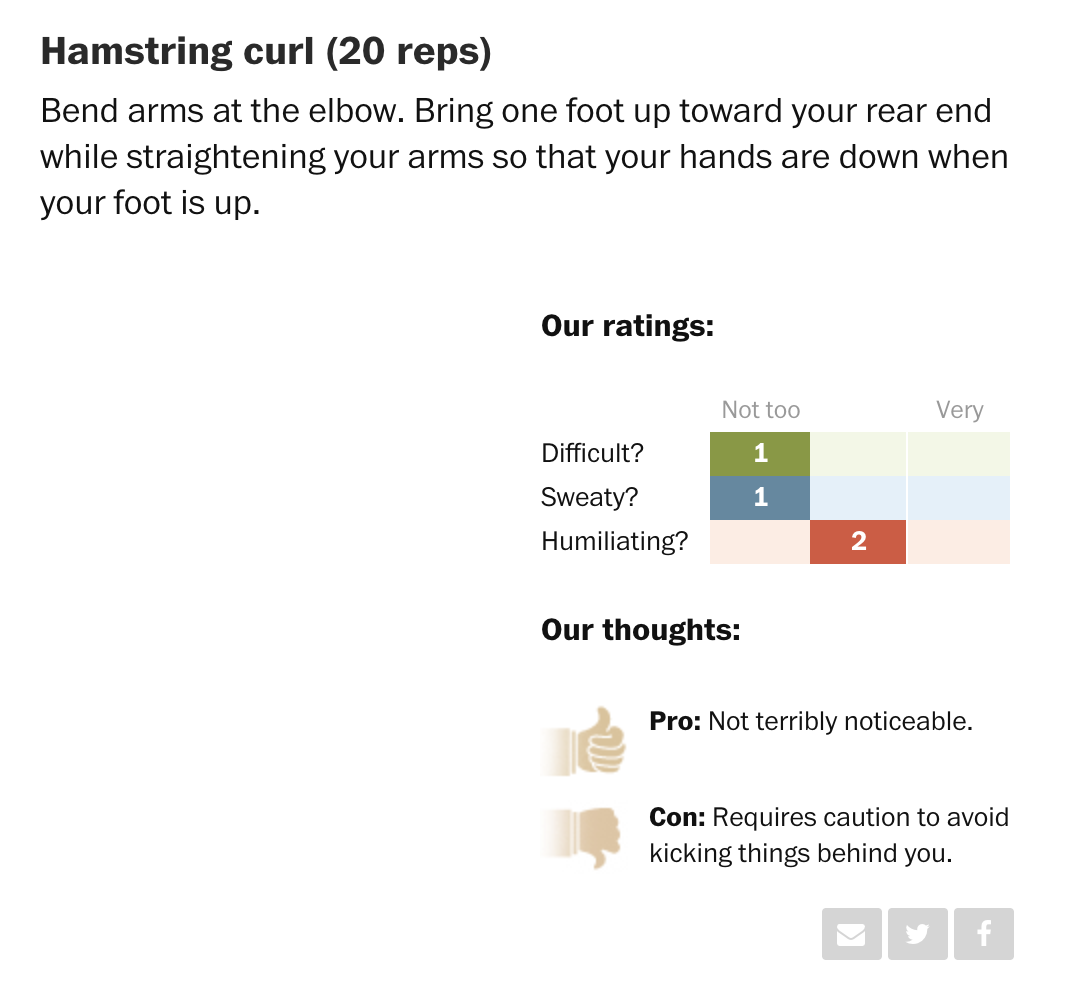 Hamstring curl (20 reps)
Bend arms at the elbow. Bring one foot up toward your rear end
while straightening your arms so that your hands are down when
your foot is up.
Our ratings:
Not too Very
Difficult? 1
Sweaty? 1
Humiliating? 2
Our thoughts:
Pro: Not terribly noticeable.
Con: Requires caution to avoid
kicking things behind you.